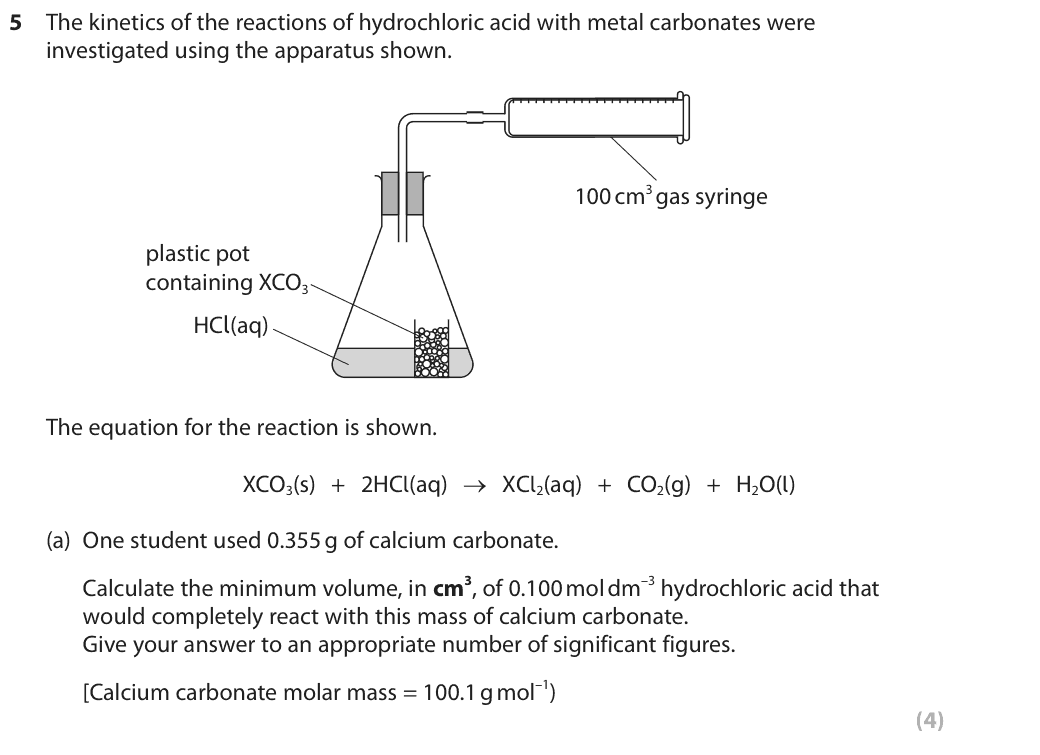 5 The kinetics of the reactions of hydrochloric acid with metal carbonates were
investigated using the apparatus shown.
100 cm³ gas syringe
plastic pot
containing XCO₃
HCl(aq)
The equation for the reaction is shown.
XCO₃(s) + 2HCl(aq) → XCl₂(aq) + CO₂(g) + H₂O(l)
(a) One student used 0.355 g of calcium carbonate.
Calculate the minimum volume, in cm³, of 0.100 mol dm⁻³ hydrochloric acid that
would completely react with this mass of calcium carbonate.
Give your answer to an appropriate number of significant figures.
[Calcium carbonate molar mass = 100.1 g mol⁻¹)
(4)